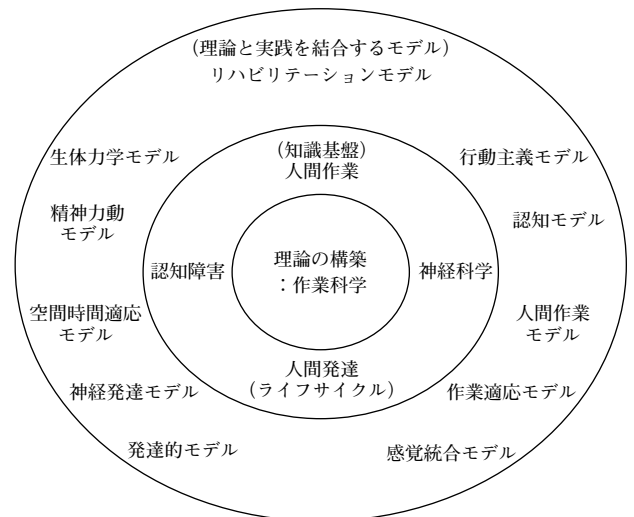 （理論と実践を結合するモデル）
リハビリテーションモデル
生体力学モデル
（知識基盤）
人間作業
行動主義モデル
精神力動
モデル
認知モデル
認知障害
理論の構築
：作業科学
神経科学
空間時間適応
モデル
人間作業
モデル
人間発達
（ライフサイクル）
神経発達モデル
作業適応モデル
発達的モデル
感覚統合モデル